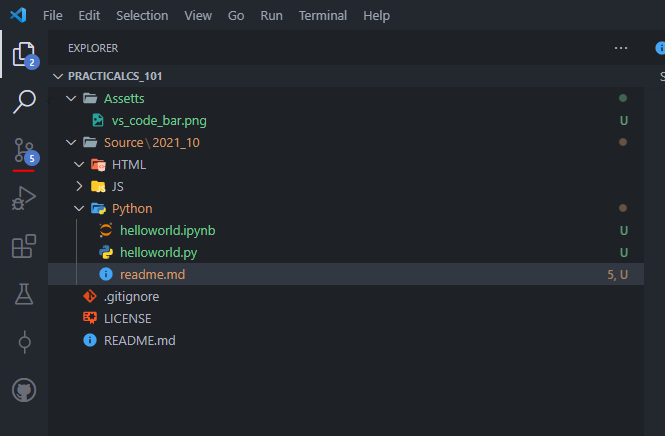 File Edit Selection View Go Run Terminal Help
EXPLORER ...
PRACTICALCS_101
Assetts
vs_code_bar.png U
Source\2021_10
HTML
JS
Python
helloworld.ipynb U
helloworld.py U
readme.md 5, U
.gitignore
LICENSE
README.md
2
5
S